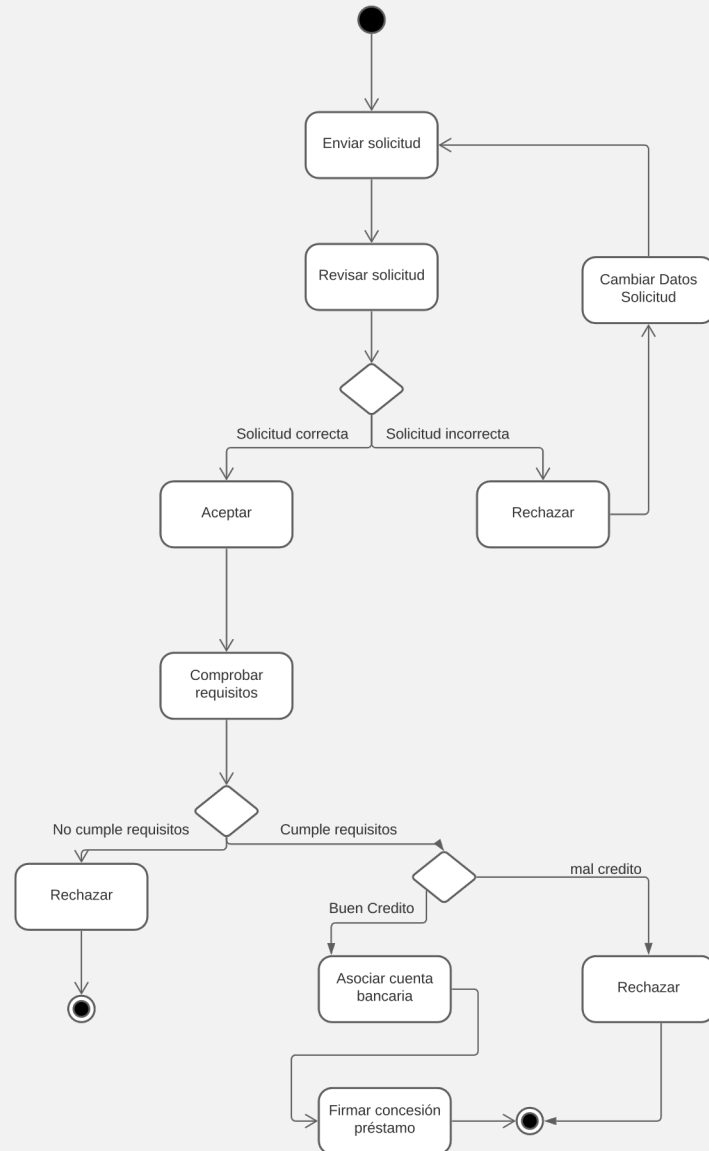 Enviar solicitud
Revisar solicitud
Cambiar Datos
Solicitud
Solicitud correcta
Solicitud incorrecta
Aceptar
Rechazar
Comprobar
requisitos
No cumple requisitos
Cumple requisitos
Rechazar
mal credito
Buen Credito
Asociar cuenta
bancaria
Rechazar
Firmar concesión
préstamo